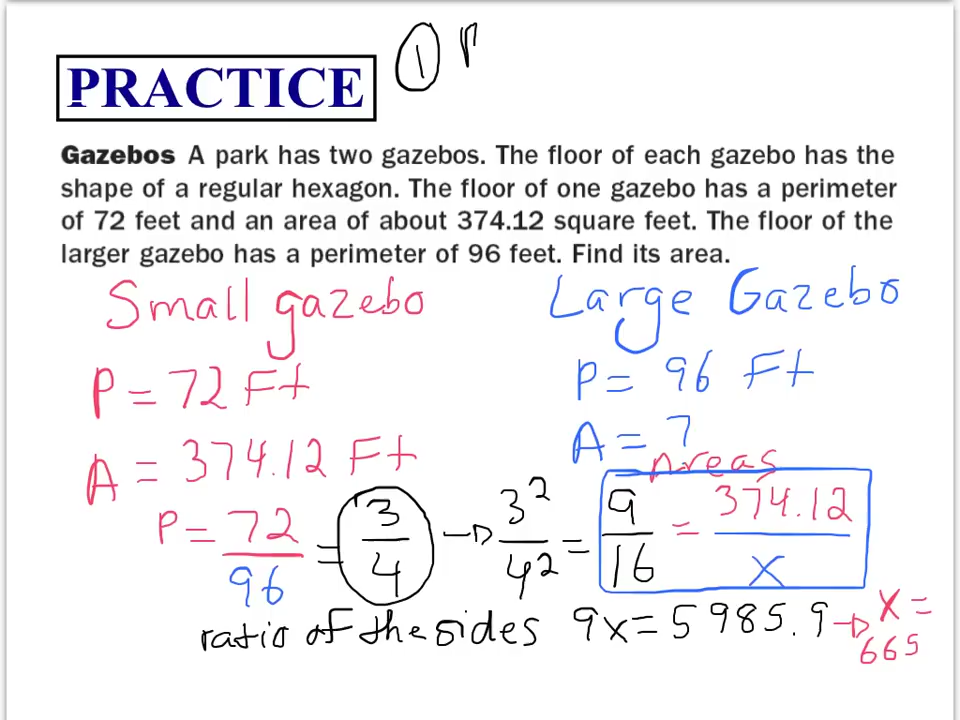 ① P
PRACTICE
Gazebos A park has two gazebos. The floor of each gazebo has the
shape of a regular hexagon. The floor of one gazebo has a perimeter
of 72 feet and an area of about 374.12 square feet. The floor of the
larger gazebo has a perimeter of 96 feet. Find its area.
Small gazebo
P = 72 Ft
A = 374.12 Ft
Large Gazebo
P = 96 Ft
A = ?
Areas
P = 72/96 = 3/4 → 3²/4² = 9/16 = 374.12/x
ratio of the sides 9x = 5985.9 → x =
665